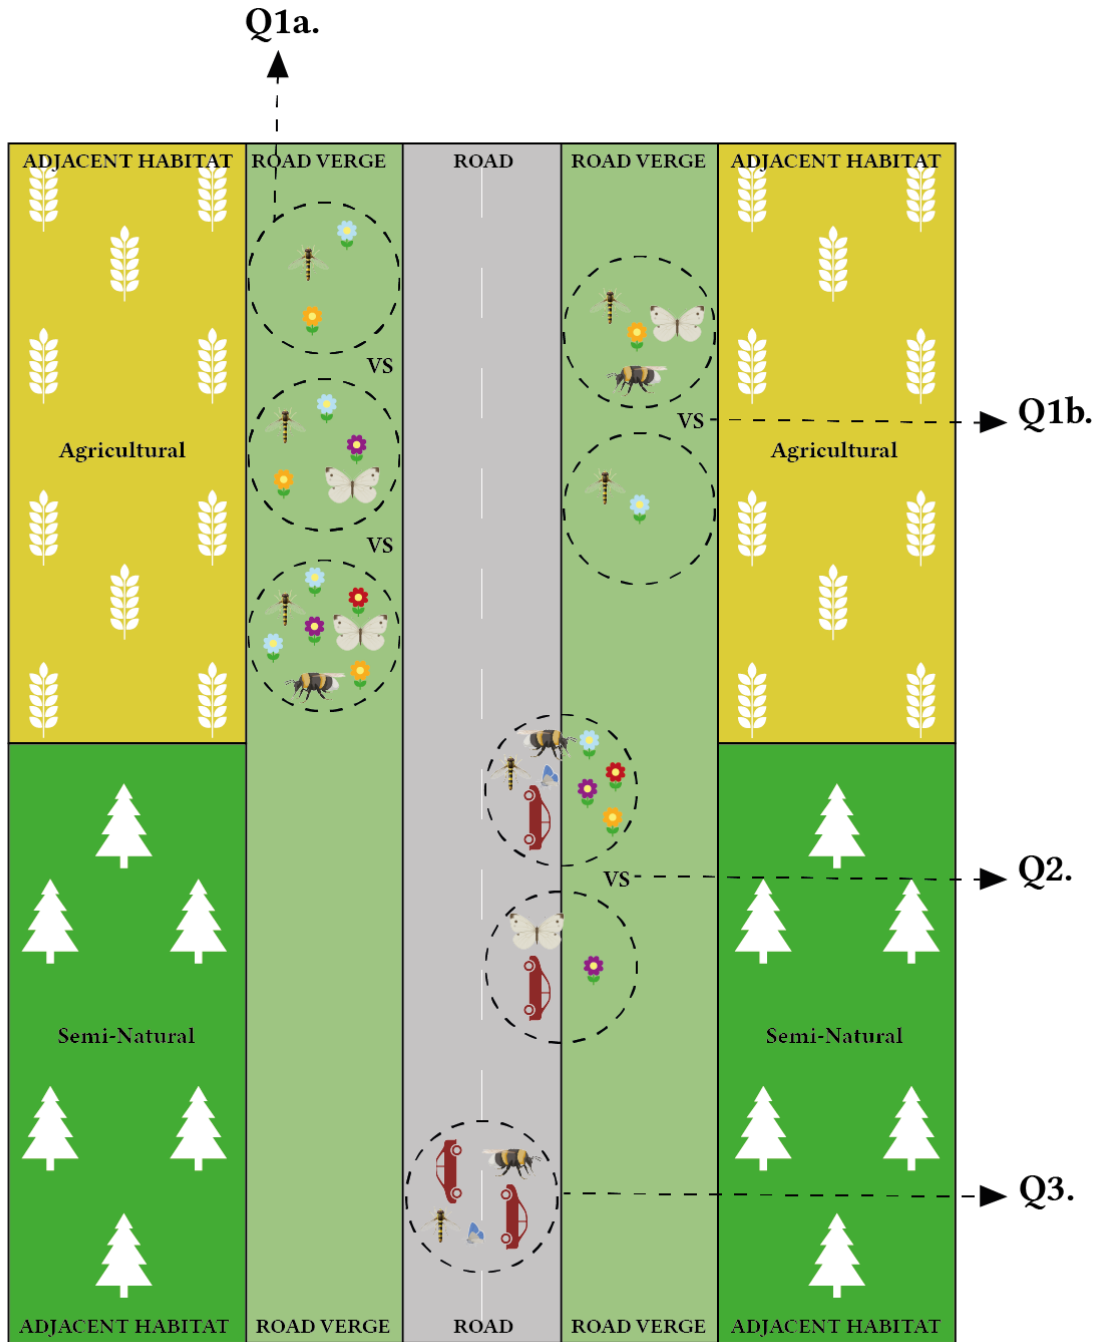 Q1a.
ADJACENT HABITAT
ROAD VERGE
ROAD
ROAD VERGE
ADJACENT HABITAT
VS
VS
Q1b.
Agricultural
Agricultural
VS
VS
Q2.
Semi-Natural
Semi-Natural
Q3.
ADJACENT HABITAT
ROAD VERGE
ROAD
ROAD VERGE
ADJACENT HABITAT